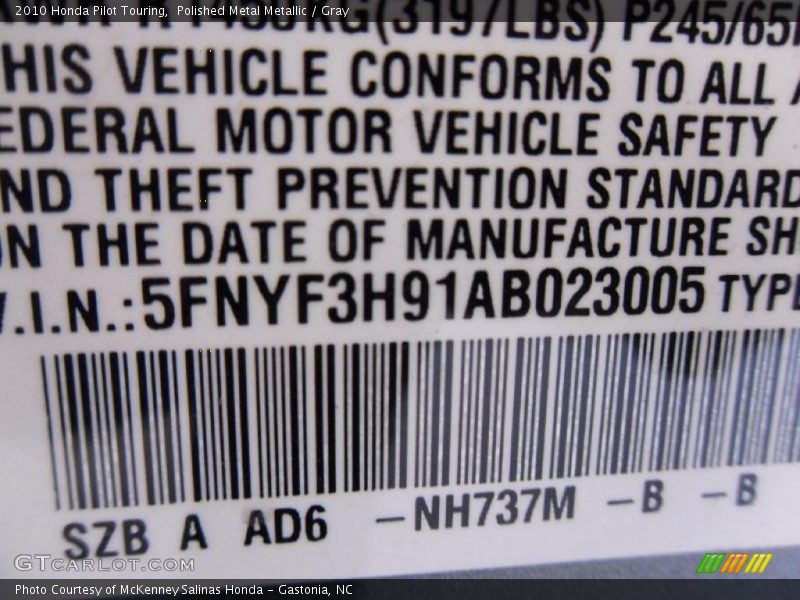 2010 Honda Pilot Touring, Polished Metal Metallic / Gray
(3197LBS) P245/65
HIS VEHICLE CONFORMS TO ALL A
EDERAL MOTOR VEHICLE SAFETY
ND THEFT PREVENTION STANDARD
N THE DATE OF MANUFACTURE SH
V.I.N.:5FNYF3H91AB023005 TYPE
SZB A AD6 -NH737M -B -B
GTCarLot.com
Photo Courtesy of McKenney Salinas Honda - Gastonia, NC